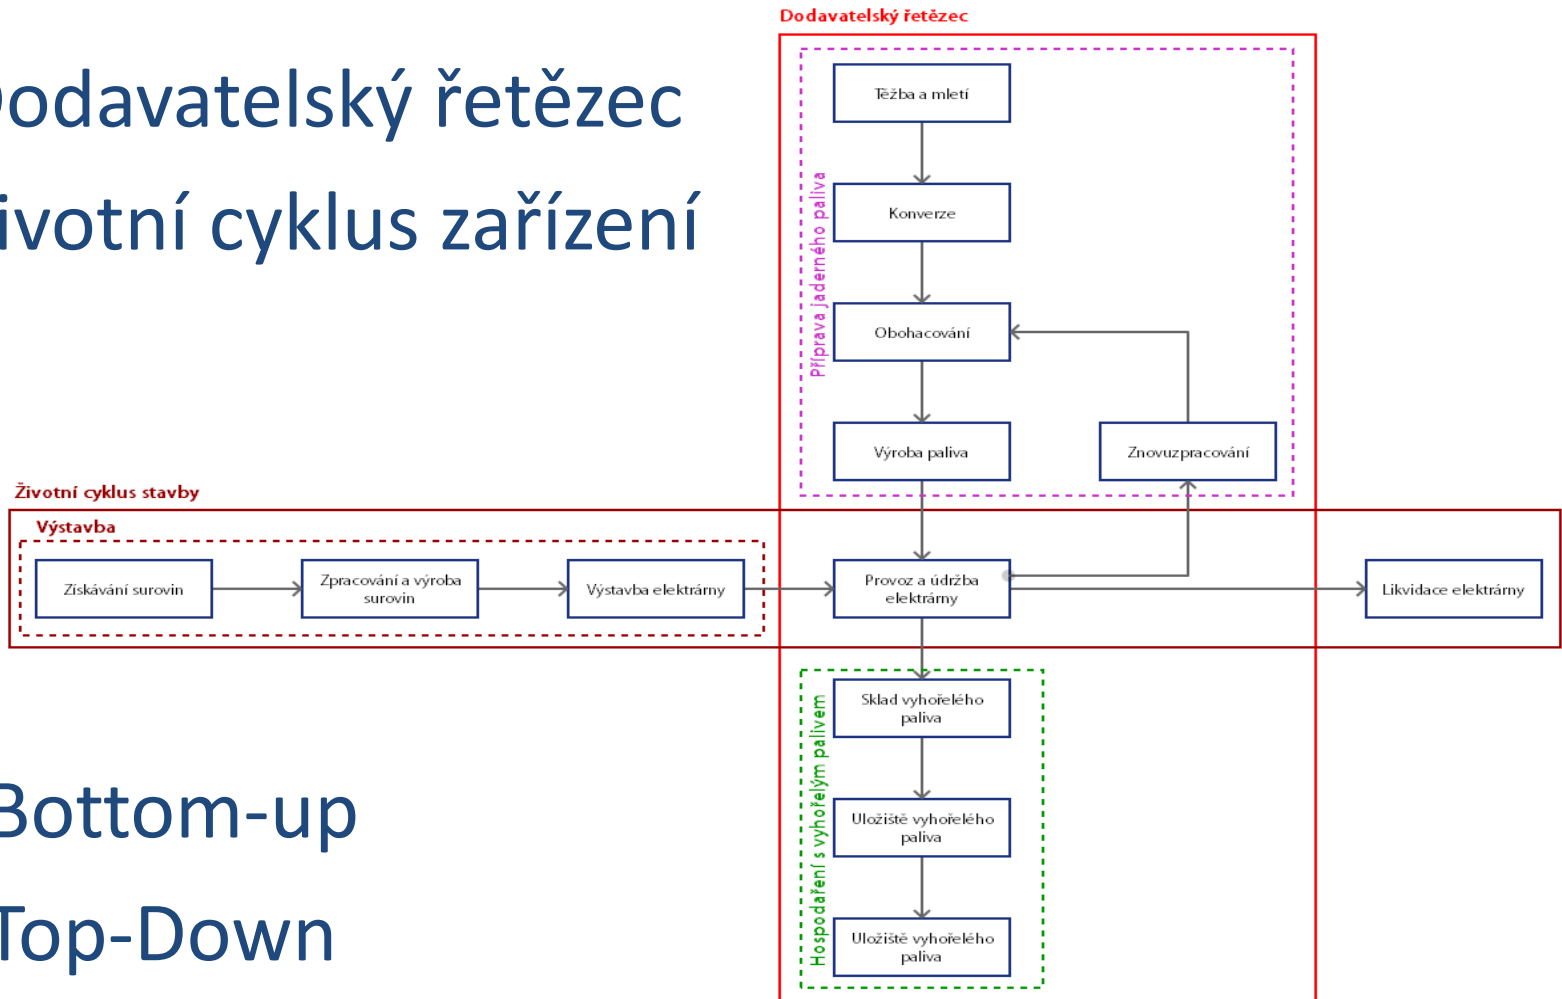 Dodavatelský řetězec
odavatelský řetězec
ivotní cyklus zařízení
Těžba a mletí
Konverze
Příprava jaderného paliva
Obohacování
Výroba paliva
Znovuzpracování
Životní cyklus stavby
Výstavba
Získávání surovin
Zpracování a výroba
surovin
Výstavba elektrárny
Provoz a údržba
elektrárny
Likvidace elektrárny
Sklad vyhořelého
paliva
Hospodaření s vyhořelým palivem
Uložiště vyhořelého
paliva
Uložiště vyhořelého
paliva
Bottom-up
Top-Down